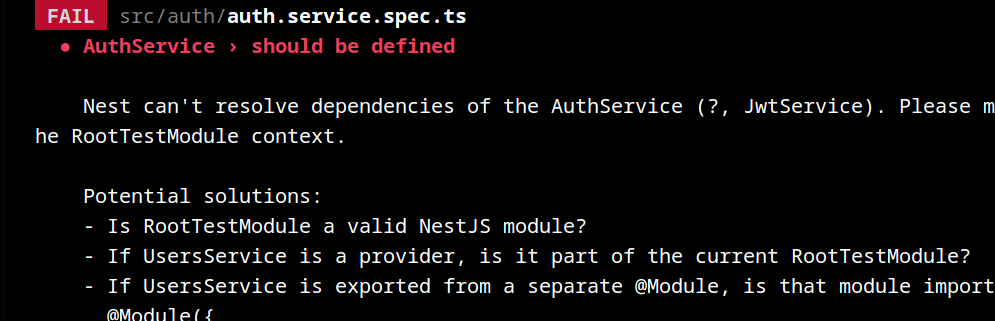 FAIL src/auth/auth.service.spec.ts
● AuthService › should be defined
Nest can't resolve dependencies of the AuthService (?, JwtService). Please m
he RootTestModule context.
Potential solutions:
- Is RootTestModule a valid NestJS module?
- If UsersService is a provider, is it part of the current RootTestModule?
- If UsersService is exported from a separate @Module, is that module import
@Module({